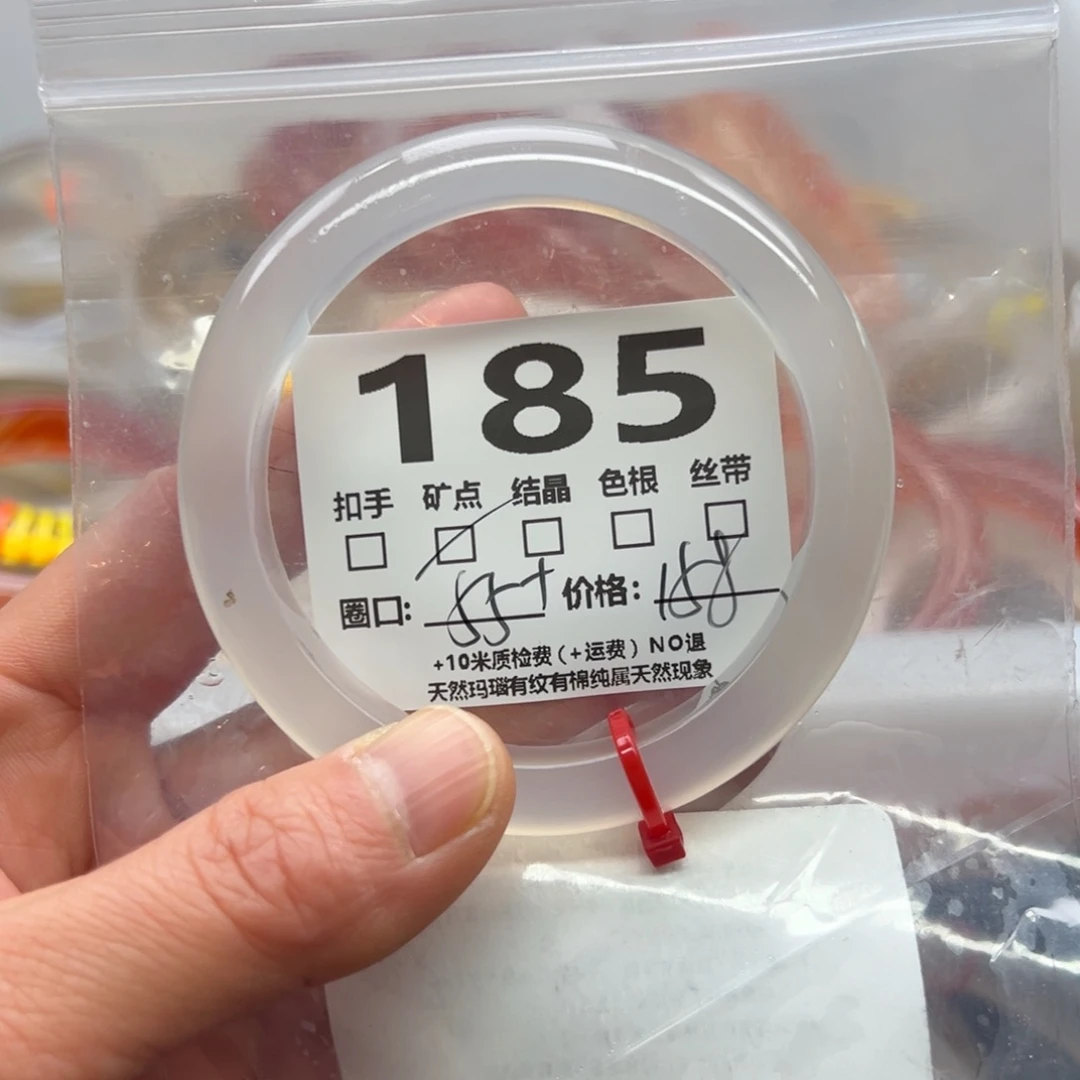 185
扣手 矿点 结晶 色根 丝带
圈口: 55+ 价格: 168
+10米质检费(+运费) NO退
天然玛瑙有纹有棉纯属天然现象